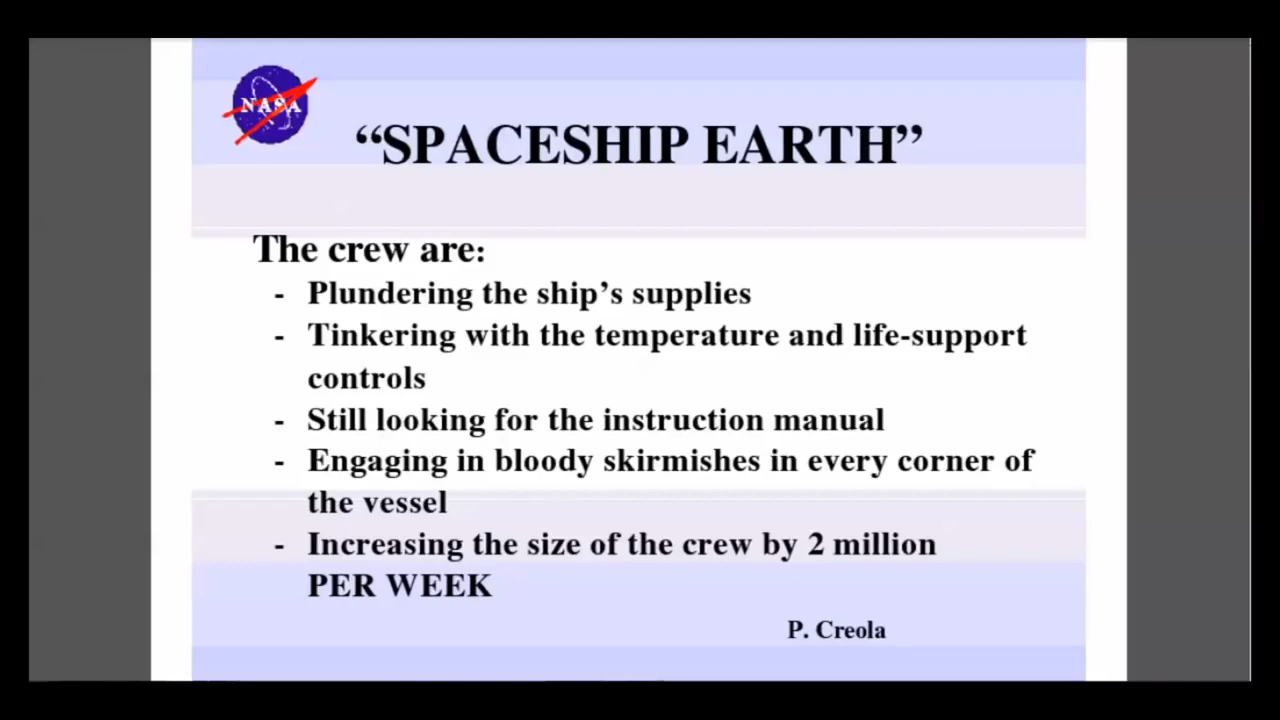 NASA
“SPACESHIP EARTH”
The crew are:
- Plundering the ship’s supplies
- Tinkering with the temperature and life-support
controls
- Still looking for the instruction manual
- Engaging in bloody skirmishes in every corner of
the vessel
- Increasing the size of the crew by 2 million
PER WEEK
P. Creola